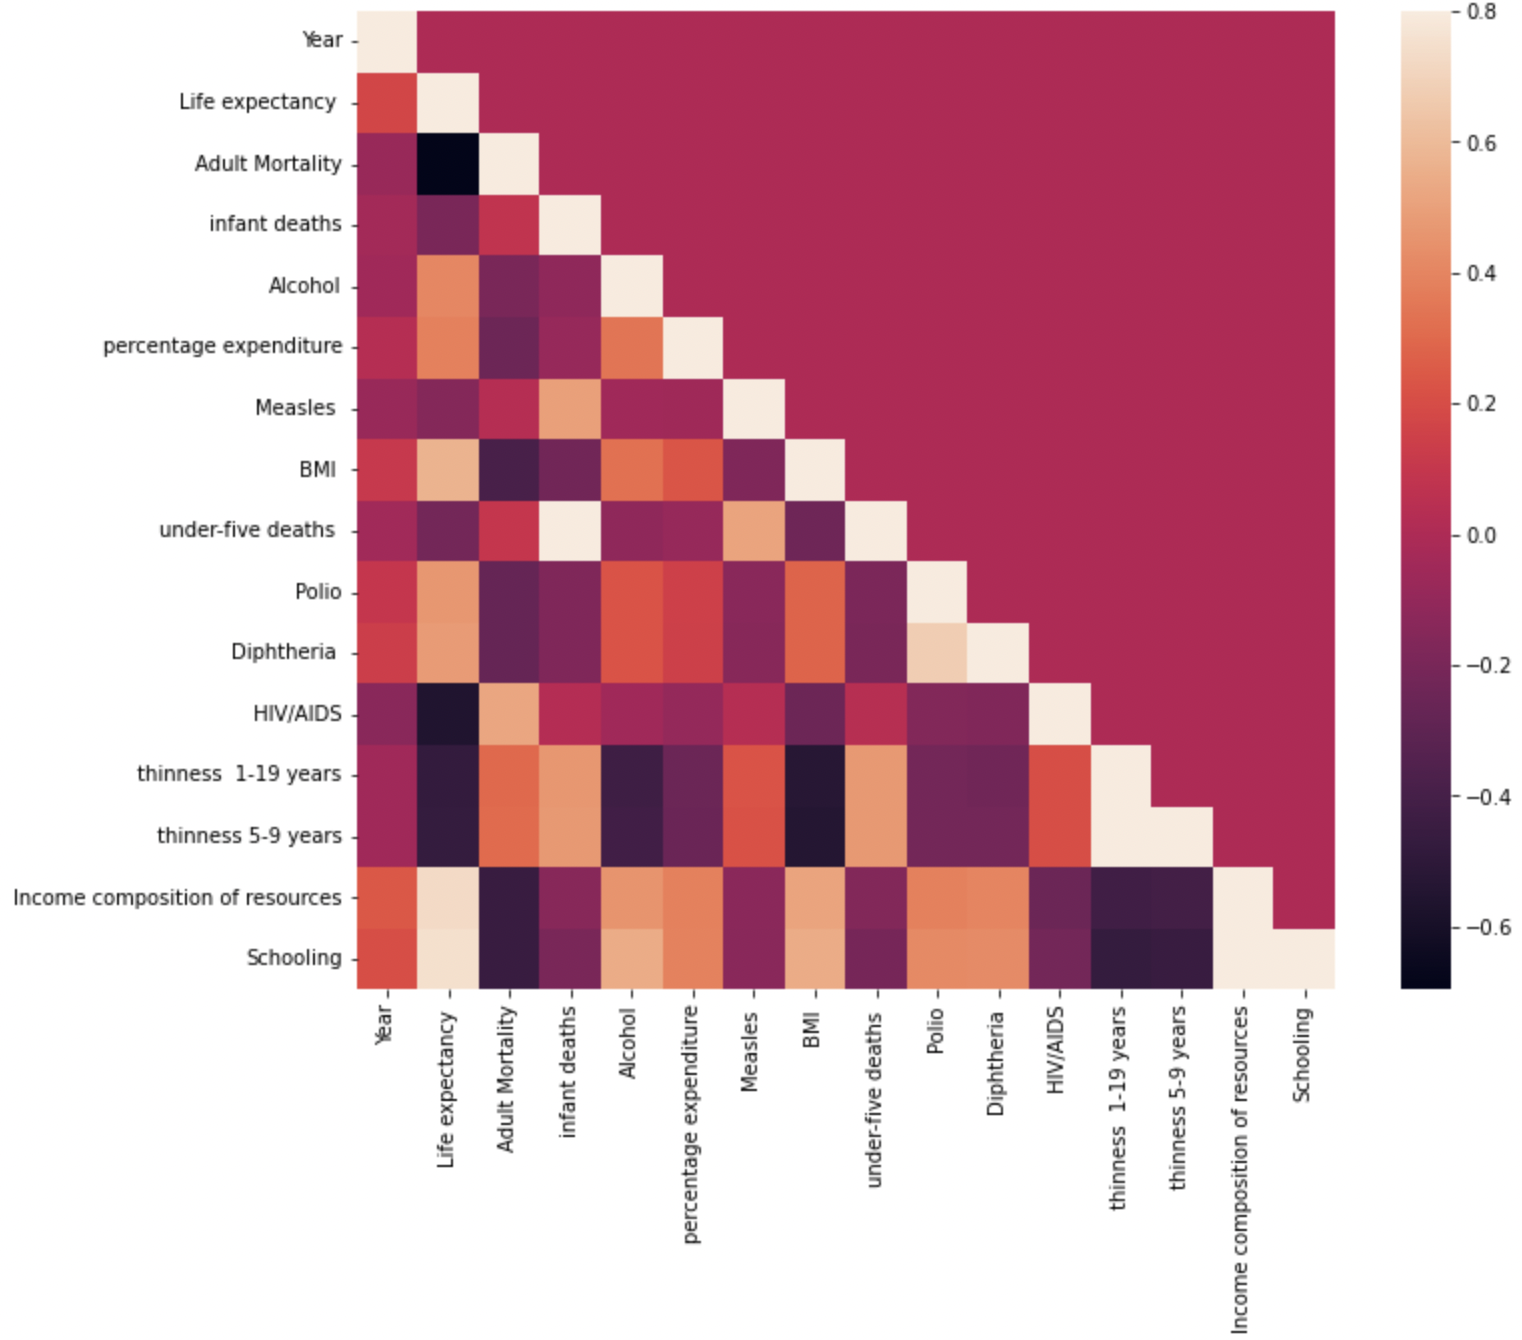 Year
Life expectancy
Adult Mortality
infant deaths
Alcohol
percentage expenditure
Measles
BMI
under-five deaths
Polio
Diphtheria
HIV/AIDS
thinness  1-19 years
thinness 5-9 years
Income composition of resources
Schooling
Year
Life expectancy
Adult Mortality
infant deaths
Alcohol
percentage expenditure
Measles
BMI
under-five deaths
Polio
Diphtheria
HIV/AIDS
thinness  1-19 years
thinness 5-9 years
Income composition of resources
Schooling
0.8
0.6
0.4
0.2
0.0
−0.2
−0.4
−0.6